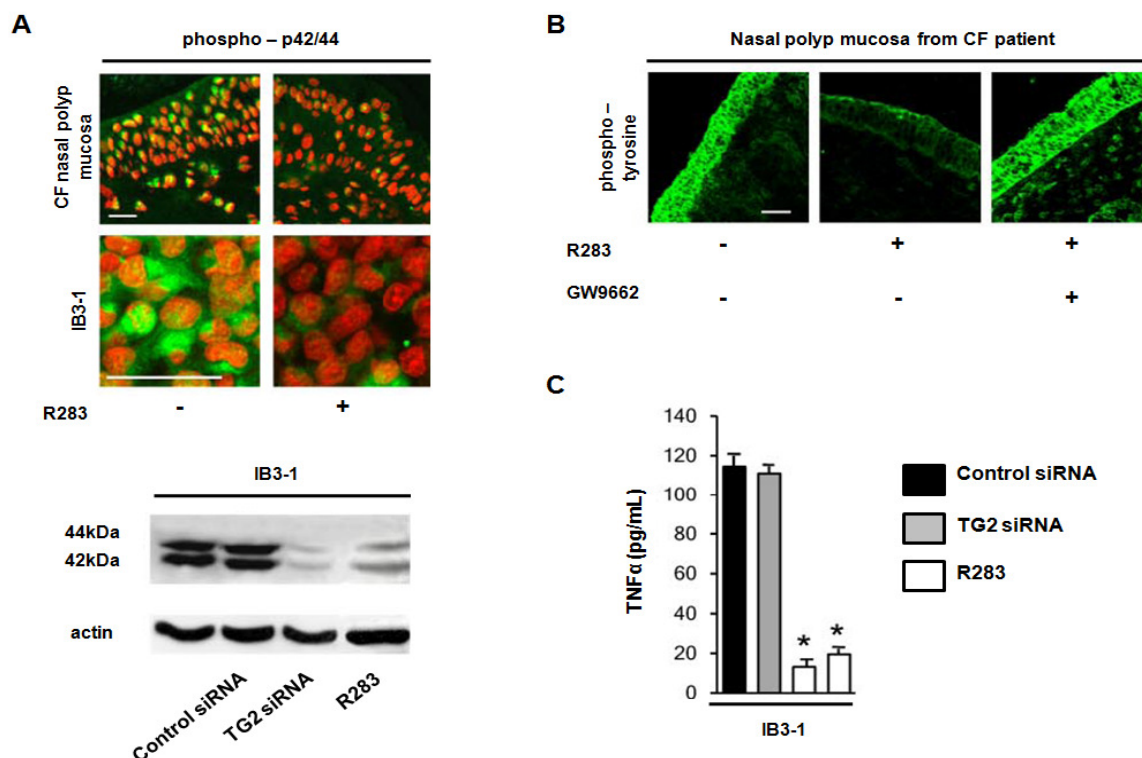 A
phospho – p42/44
CF nasal polyp
mucosa
IB3-1
R283
- +
IB3-1
44kDa
42kDa
actin
Control siRNA
TG2 siRNA
R283
B
Nasal polyp mucosa from CF patient
phospho –
tyrosine
R283 - + +
GW9662 - - +
C
TNFα (pg/mL)
140
120
100
80
60
40
20
0
* *
IB3-1
Control siRNA
TG2 siRNA
R283